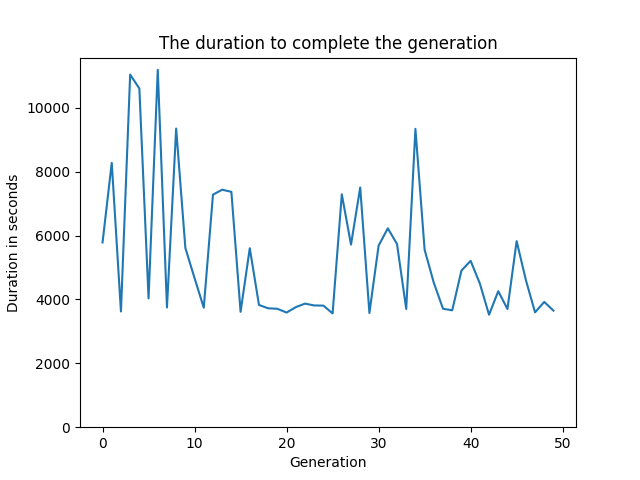 The duration to complete the generation
Duration in seconds
10000
8000
6000
4000
2000
0
0 10 20 30 40 50
Generation